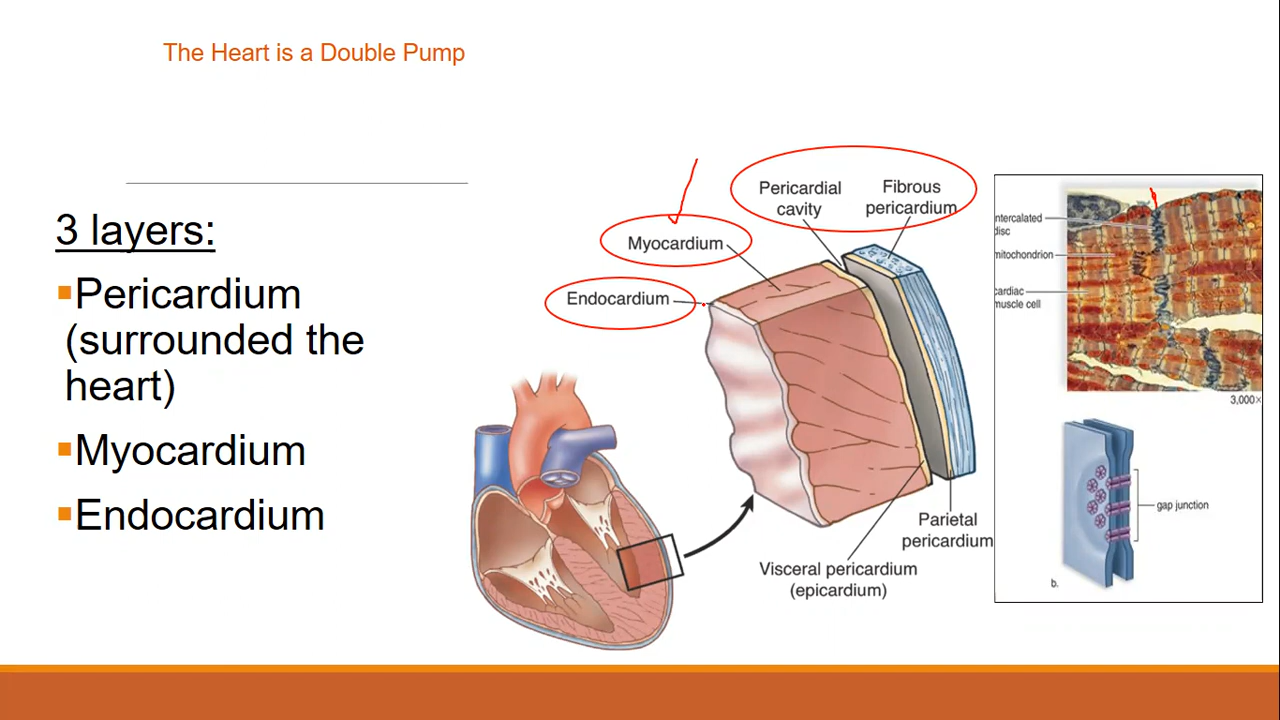 The Heart is a Double Pump
3 layers:
▪Pericardium
(surrounded the
heart)
▪Myocardium
▪Endocardium
Pericardial
cavity
Fibrous
pericardium
Myocardium
Endocardium
Parietal
pericardium
Visceral pericardium
(epicardium)
ntercalated
disc
mitochondrion
cardiac
muscle cell
3,000×
gap junction
b.